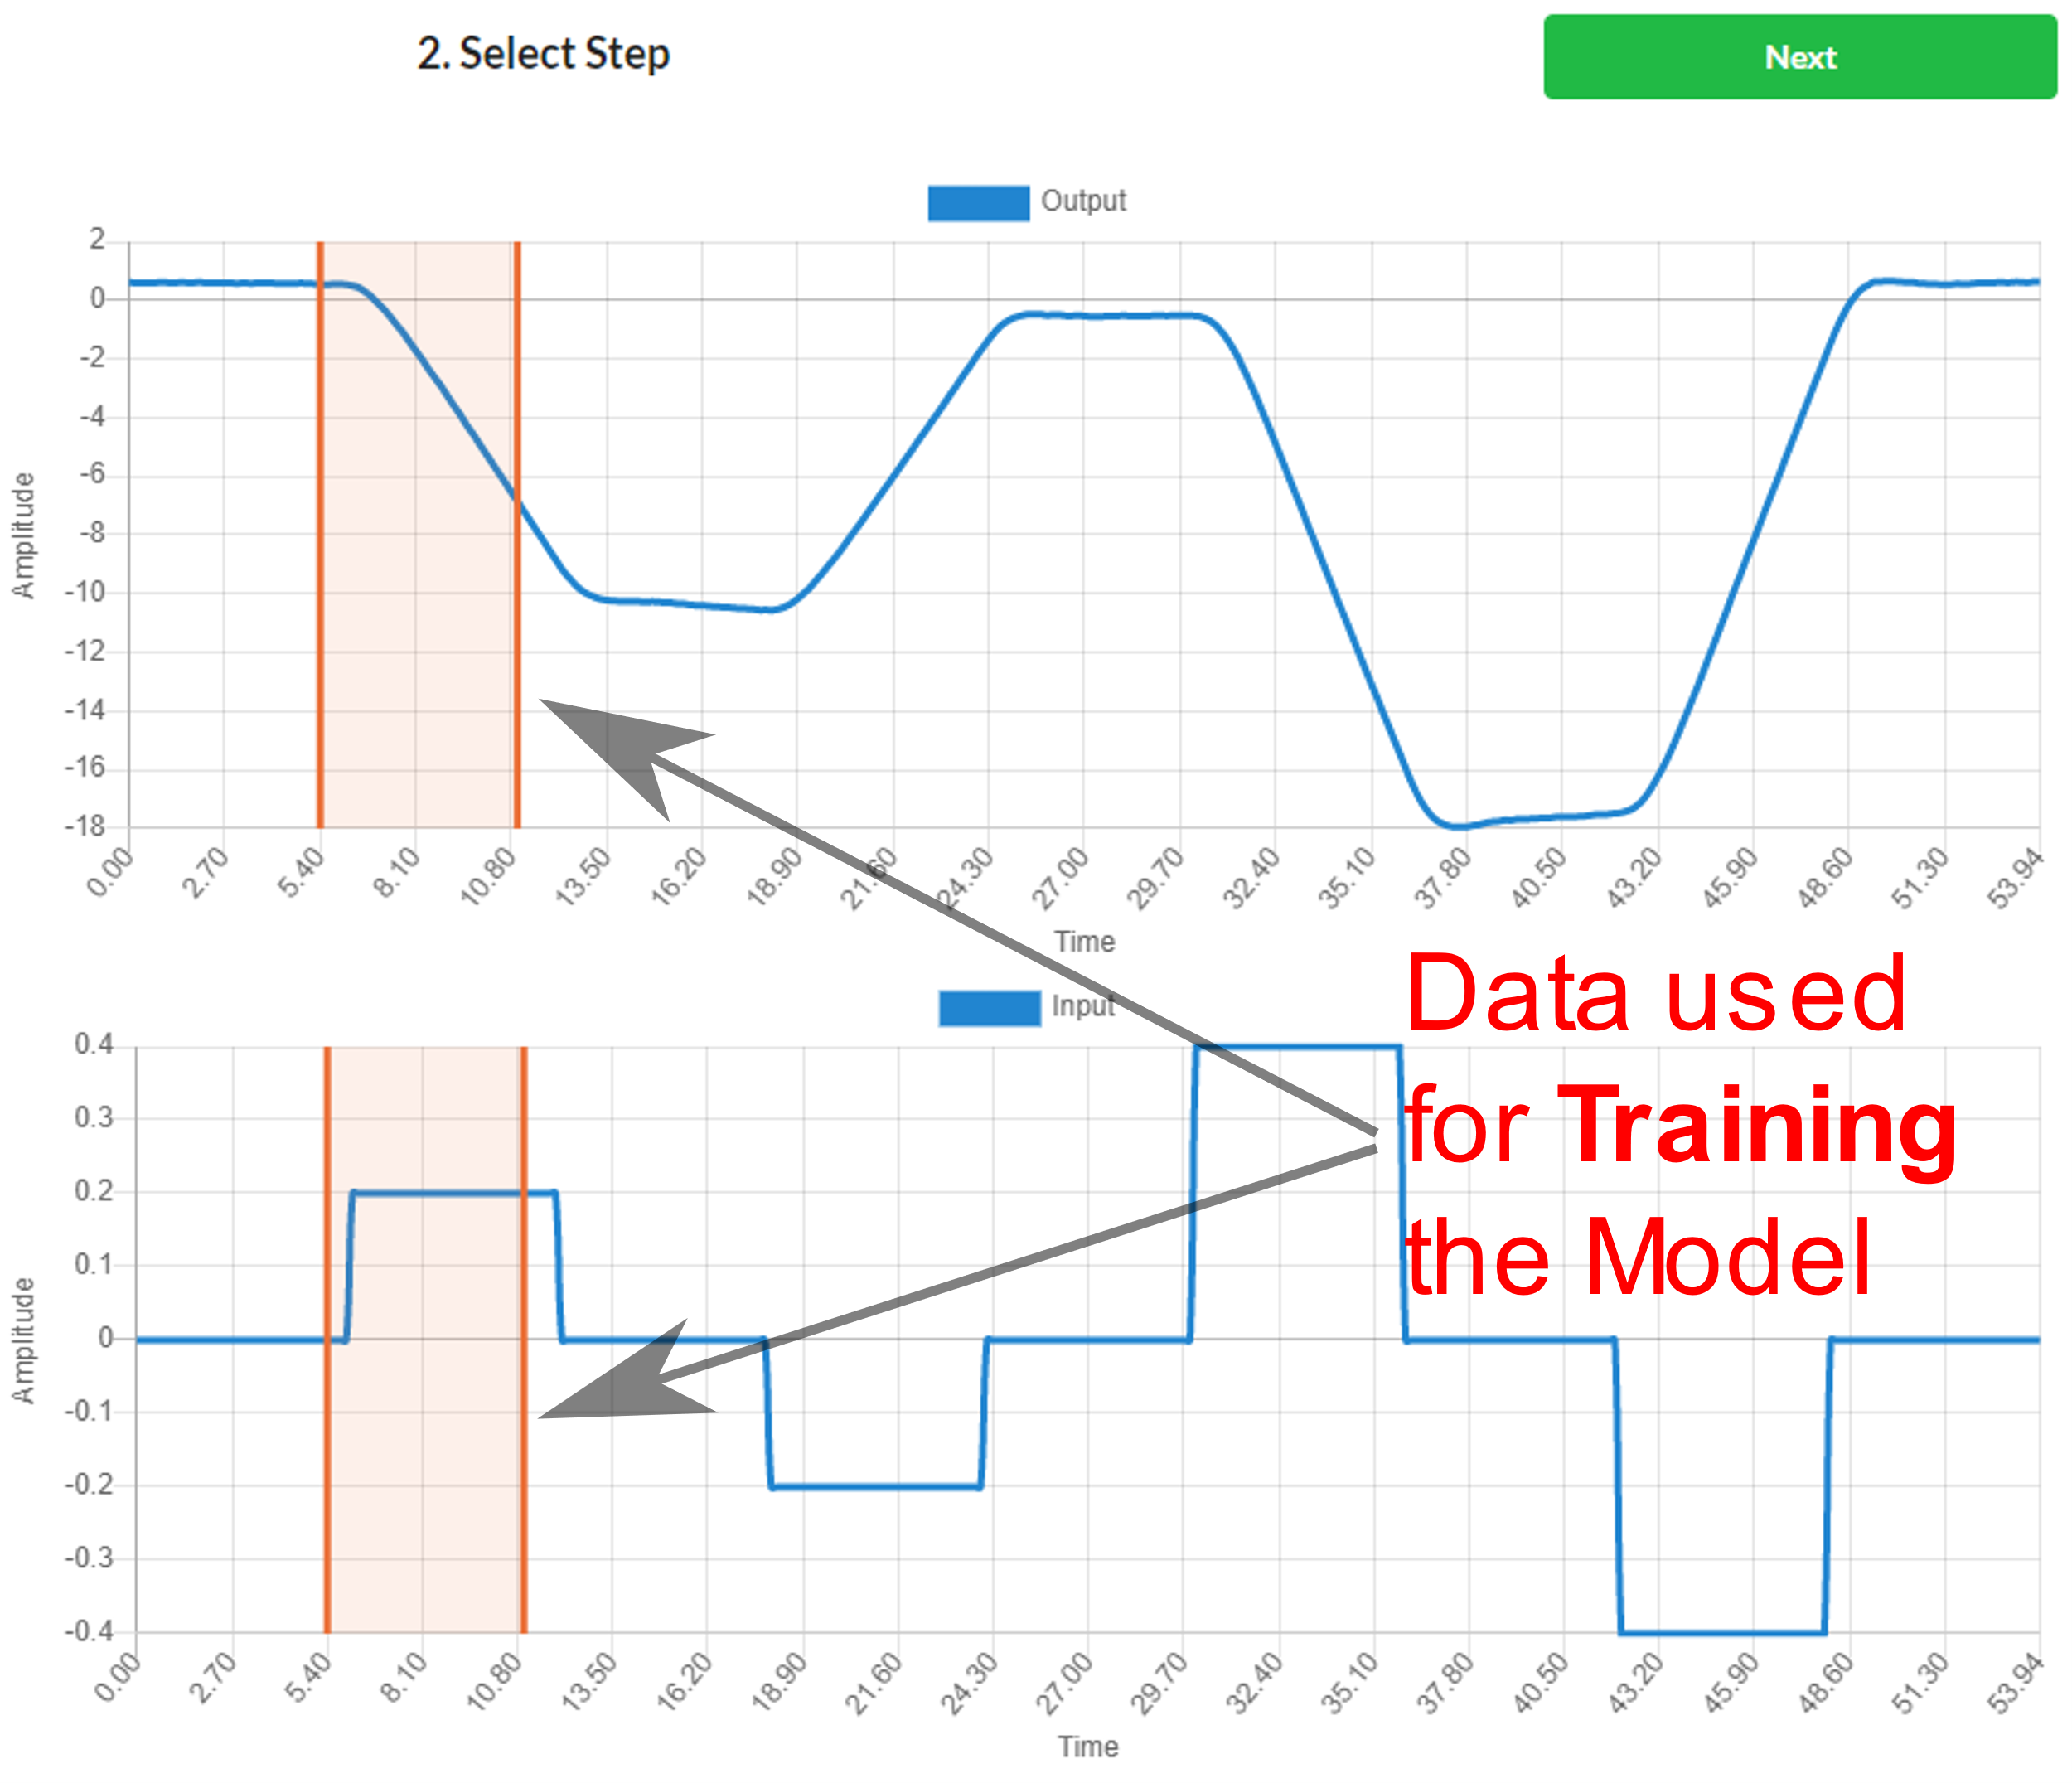 2. Select Step
Next
Output
2
0
-2
-4
-6
-8
-10
-12
-14
-16
-18
Amplitude
0.00 2.70 5.40 8.10 10.80 13.50 16.20 18.90 21.60 24.30 27.00 29.70 32.40 35.10 37.80 40.50 43.20 45.90 48.60 51.30 53.94
Time
Data used
for Training
the Model
Input
0.4
0.3
0.2
0.1
0
-0.1
-0.2
-0.3
-0.4
Amplitude
0.00 2.70 5.40 8.10 10.80 13.50 16.20 18.90 21.60 24.30 27.00 29.70 32.40 35.10 37.80 40.50 43.20 45.90 48.60 51.30 53.94
Time